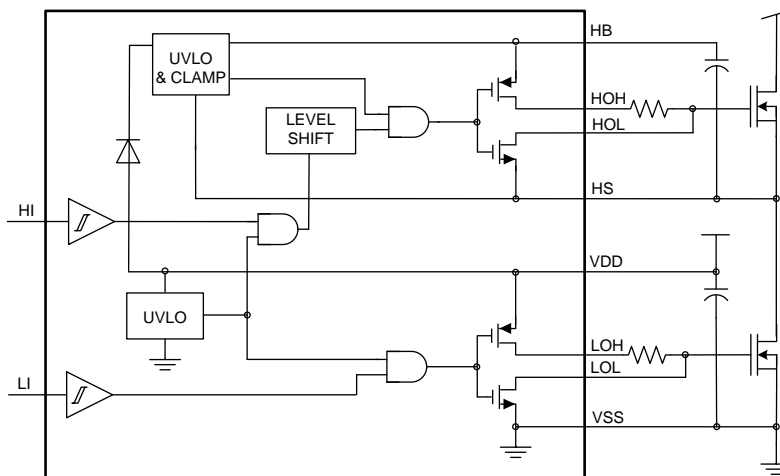 HB
UVLO
& CLAMP
HOH
LEVEL
SHIFT
HOL
HS
HI
VDD
UVLO
LOH
LOL
LI
VSS